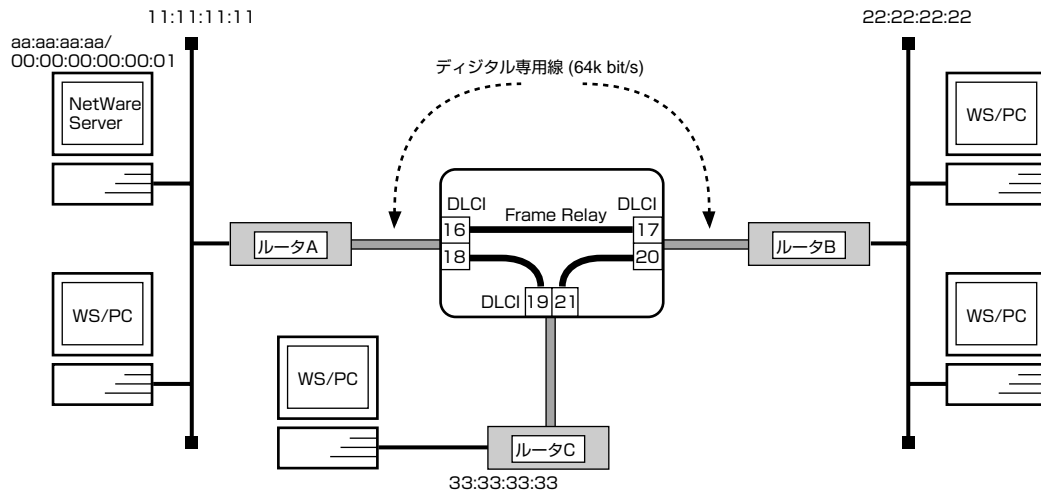 11:11:11:11
22:22:22:22
aa:aa:aa:aa/
00:00:00:00:00:01
ディジタル専用線 (64k bit/s)
NetWare
Server
WS/PC
DLCI
Frame Relay
DLCI
16
17
ルータA
ルータB
18
20
DLCI
19
21
WS/PC
WS/PC
WS/PC
ルータC
33:33:33:33